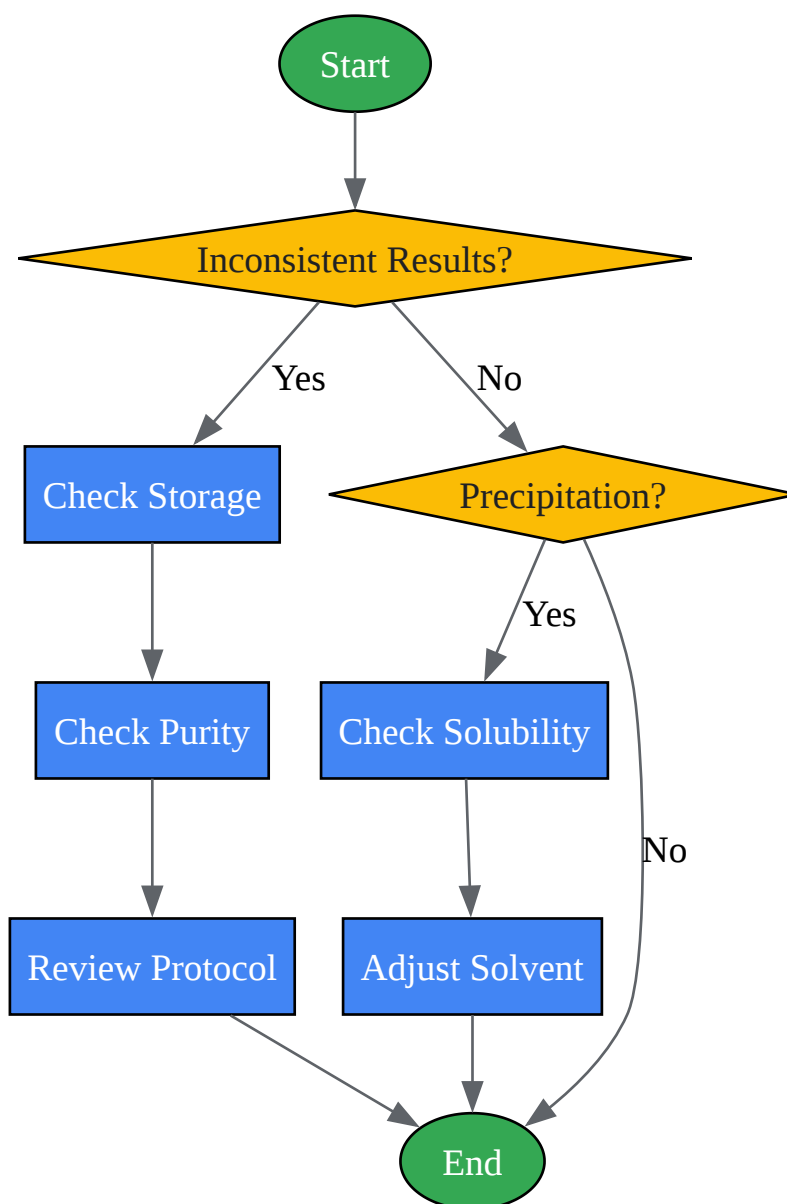 Start
Inconsistent Results?
Yes
No
Check Storage
Precipitation?
Yes
Check Purity
Check Solubility
No
Review Protocol
Adjust Solvent
End